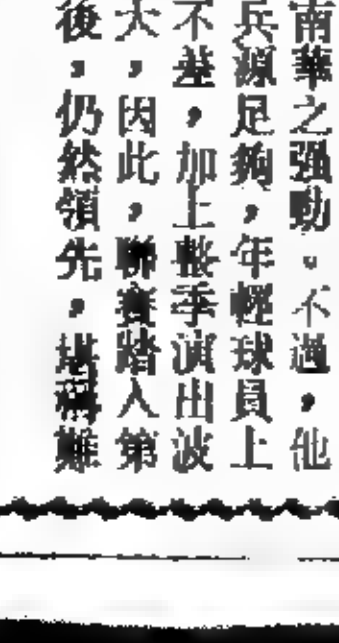 南華之强勁。不過，他
兵源足夠，年輕球員上
不差，加上整季演出波
大，因此，聯賽踏入第
後，仍然領先，堪稱難